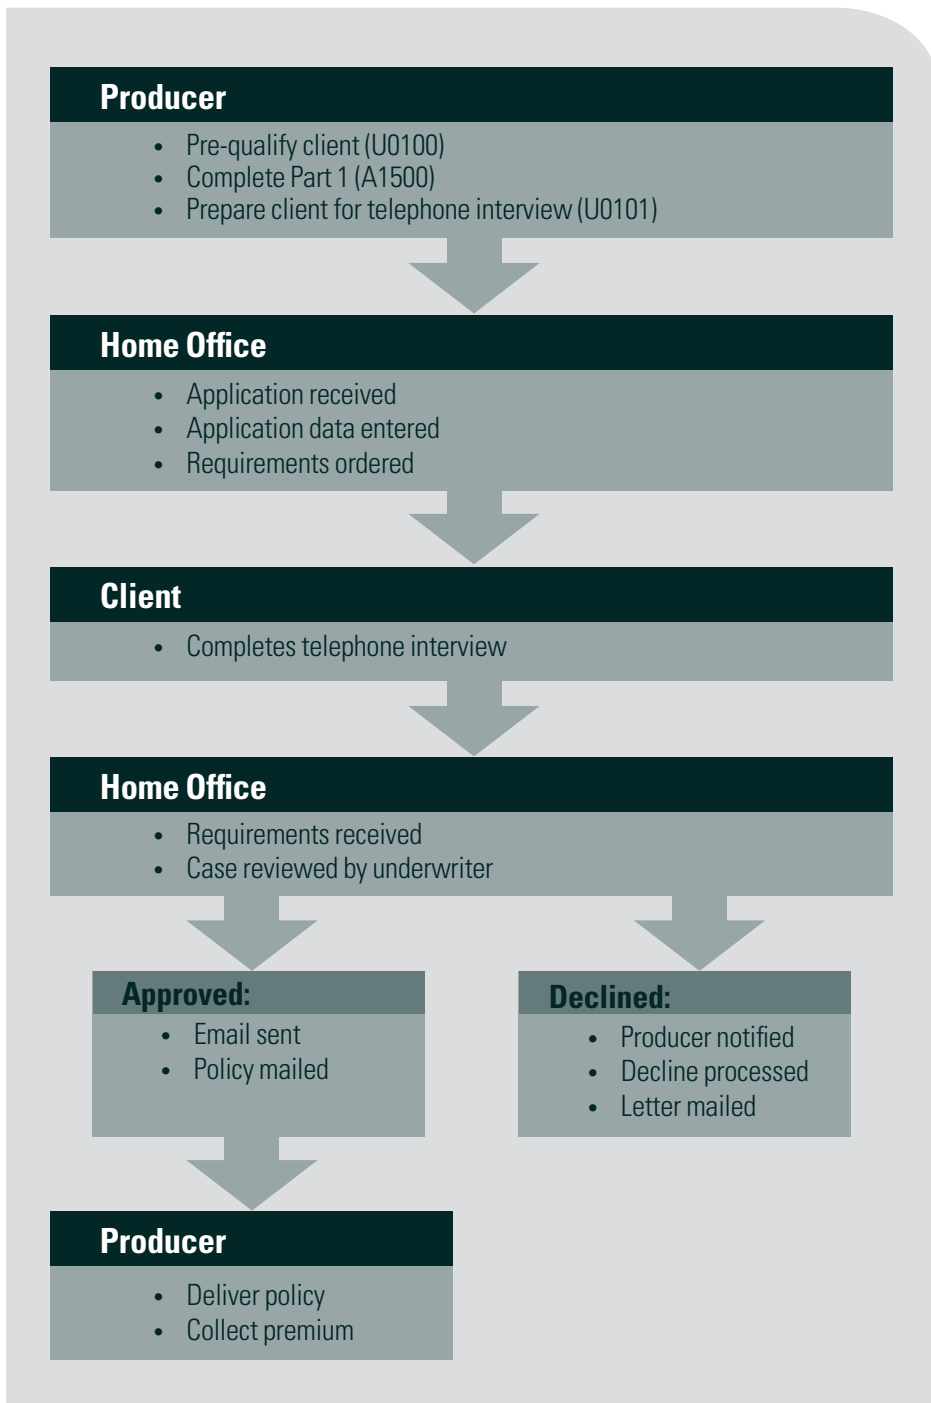 Producer
• Pre-qualify client (U0100)
• Complete Part 1 (A1500)
• Prepare client for telephone interview (U0101)
Home Office
• Application received
• Application data entered
• Requirements ordered
Client
• Completes telephone interview
Home Office
• Requirements received
• Case reviewed by underwriter
Approved:
• Email sent
• Policy mailed
Declined:
• Producer notified
• Decline processed
• Letter mailed
Producer
• Deliver policy
• Collect premium